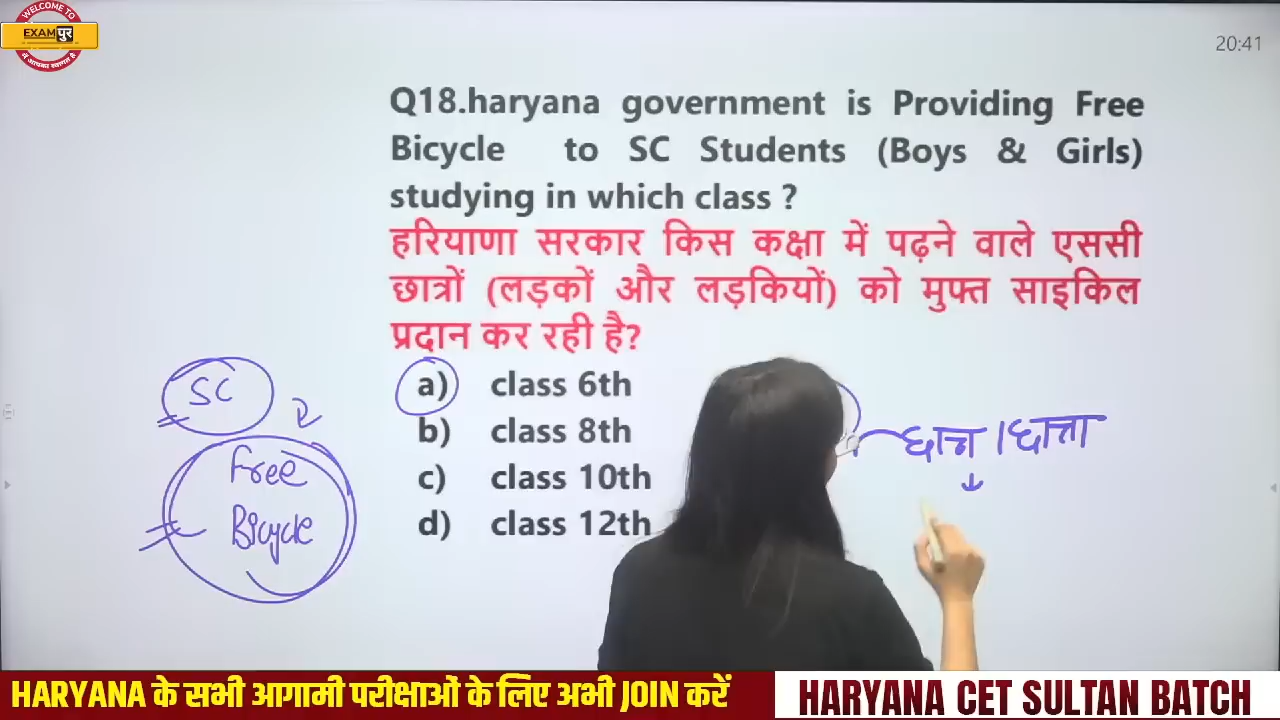 WELCOME TO
EXAMपुर
20:41
Q18.haryana government is Providing Free
Bicycle to SC Students (Boys & Girls)
studying in which class ?
हरियाणा सरकार किस कक्षा में पढ़ने वाले एससी
छात्रों (लड़कों और लड़कियों) को मुफ्त साइकिल
प्रदान कर रही है?
a) class 6th
b) class 8th
c) class 10th
d) class 12th
SC
Free
Bicycle
छात्र / छात्रा
HARYANA के सभी आगामी परीक्षाओं के लिए अभी JOIN करें
HARYANA CET SULTAN BATCH